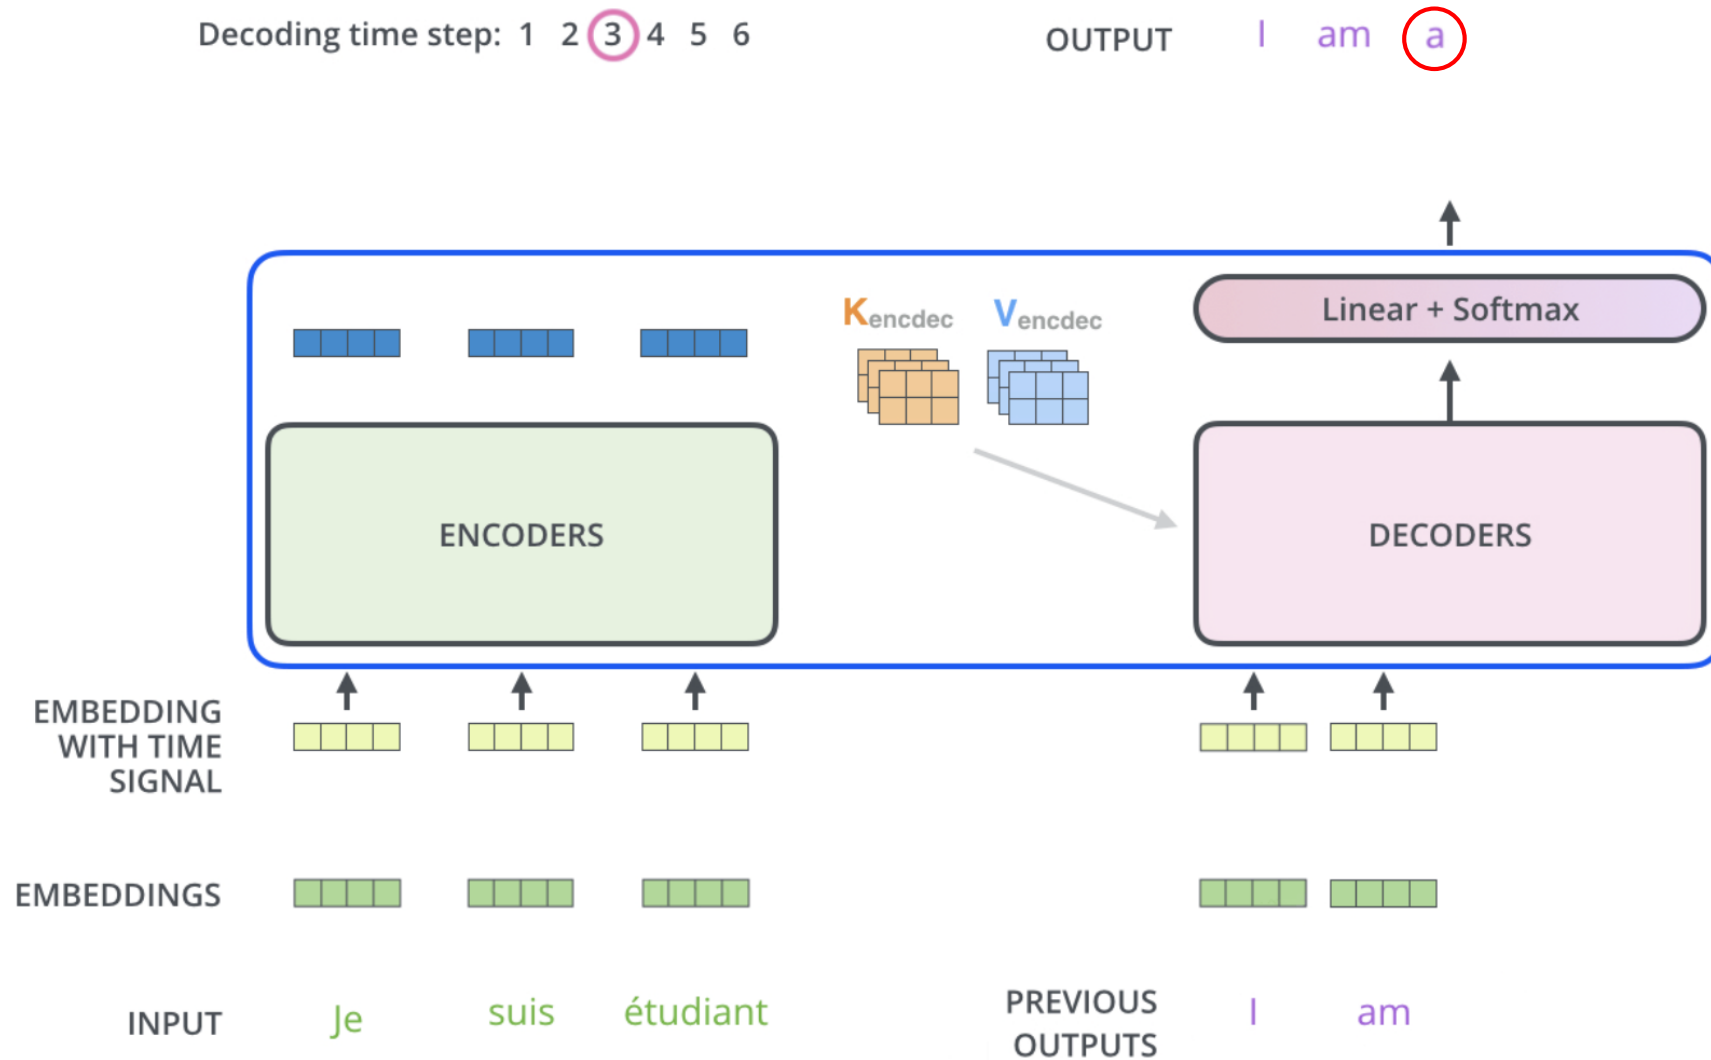 Decoding time step: 1 2 3 4 5 6
OUTPUT I am a
Kencdec Vencdec
Linear + Softmax
ENCODERS
DECODERS
EMBEDDING
WITH TIME
SIGNAL
EMBEDDINGS
INPUT Je suis étudiant
PREVIOUS
OUTPUTS
I am